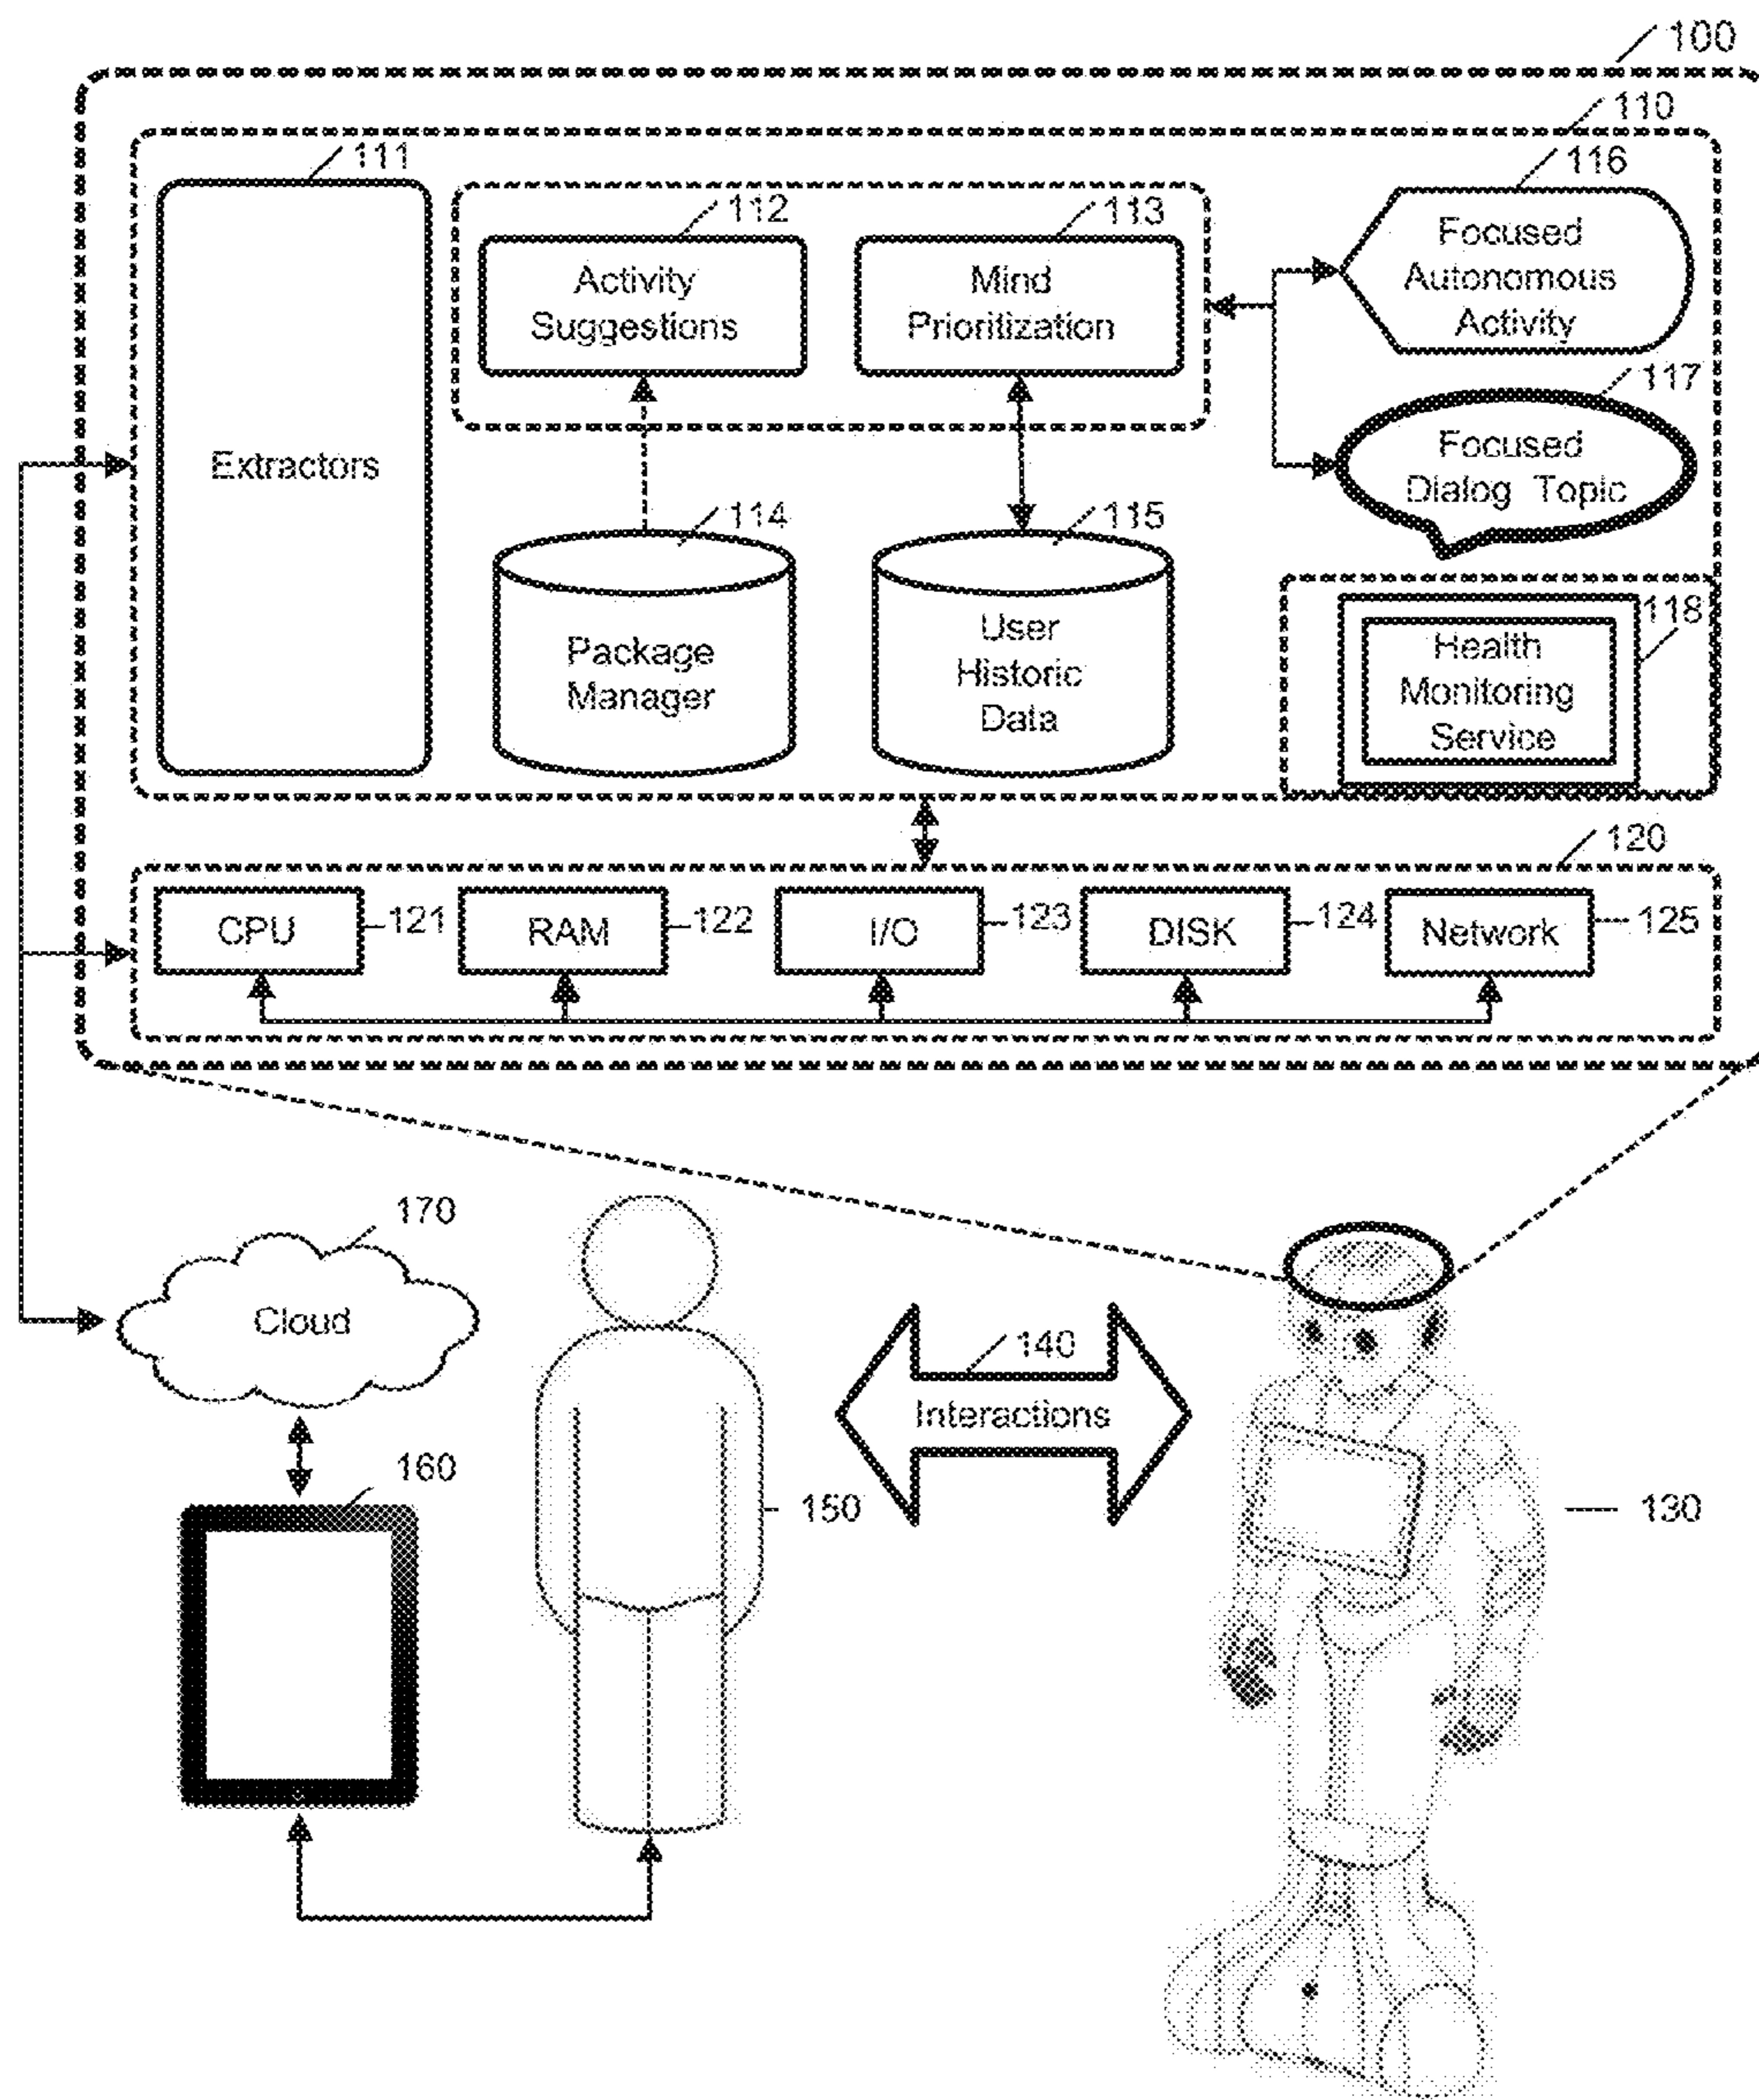 100
110
111
116
112
113
Focused
Autonomous
Activity
Activity
Suggestions
Mind
Prioritization
117
Extractors
Focused
Dialog Topic
114
115
118
Package
Manager
User
Historic
Data
Health
Monitoring
Service
120
CPU
121
RAM
122
I/O
123
DISK
124
Network
125
170
Cloud
140
Interactions
160
150
130